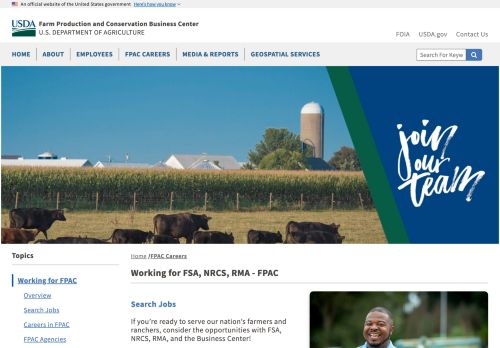 An official website of the United States government Here's how you know
USDA Farm Production and Conservation Business Center
U.S. DEPARTMENT OF AGRICULTURE
FOIA USDA.gov Contact Us
HOME ABOUT EMPLOYEES FPAC CAREERS MEDIA & REPORTS GEOSPATIAL SERVICES
Search For Keyw
join
our
team
Topics
Home /FPAC Careers
Working for FPAC
Overview
Search Jobs
Careers in FPAC
FPAC Agencies
Working for FSA, NRCS, RMA - FPAC
Search Jobs
If you're ready to serve our nation's farmers and
ranchers, consider the opportunities with FSA,
NRCS, RMA, and the Business Center!